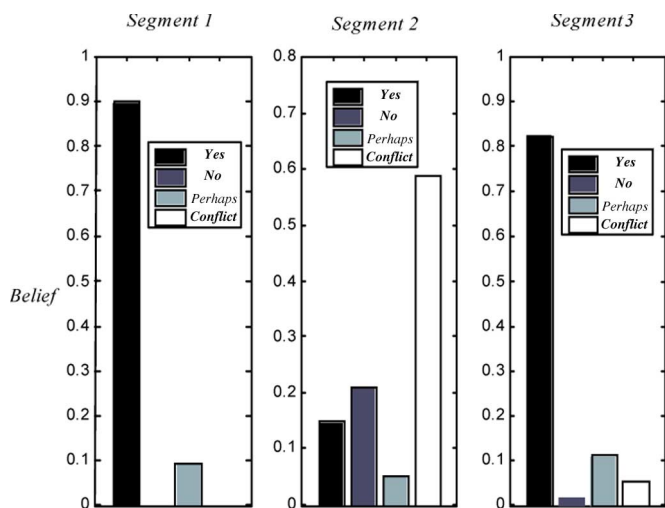 Segment 1
Segment 2
Segment3
Belief
1
0.9
0.8
0.7
0.6
0.5
0.4
0.3
0.2
0.1
0
Yes
No
Perhaps
Conflict
0.8
0.7
0.6
0.5
0.4
0.3
0.2
0.1
0
Yes
No
Perhaps
Conflict
1
0.9
0.8
0.7
0.6
0.5
0.4
0.3
0.2
0.1
0
Yes
No
Perhaps
Conflict